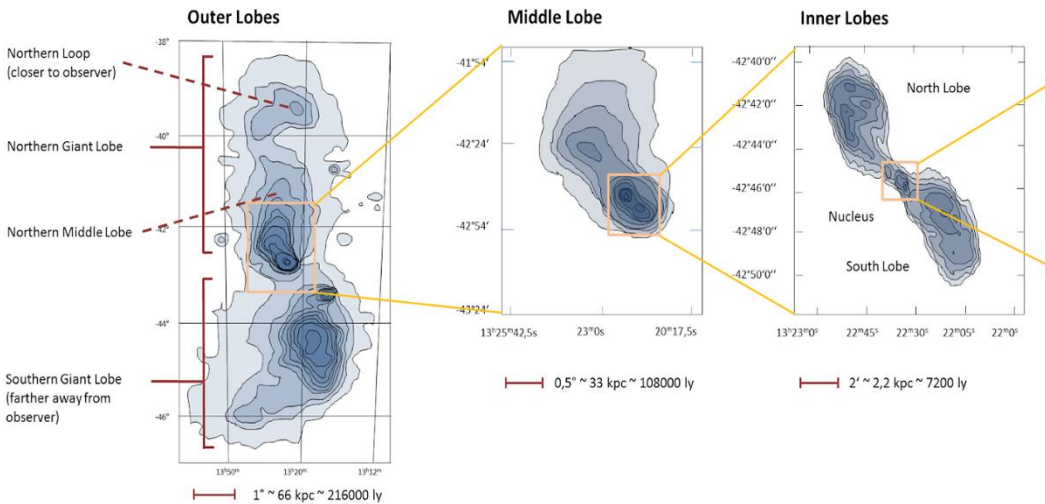 Outer Lobes
Middle Lobe
Inner Lobes
Northern Loop
(closer to observer)
Northern Giant Lobe
Northern Middle Lobe
Southern Giant Lobe
(farther away from
observer)
-38°
-40°
-42°
-44°
-46°
13ʰ50ᵐ
13ʰ20ᵐ
13ʰ12ᵐ
1° ~ 66 kpc ~ 216000 ly
-41°54’
-42°24’
-42°54’
-43°24’
13ʰ25ᵐ42,5s
23ᵐ0s
20ᵐ17,5s
0,5° ~ 33 kpc ~ 108000 ly
-42°40’0’’
-42°42’0’’
-42°44’0’’
-42°46’0’’
-42°48’0’’
-42°50’0’’
North Lobe
Nucleus
South Lobe
13ʰ23ᵐ0ˢ
22ᵐ45ˢ
22ᵐ30ˢ
22ᵐ05ˢ
22ᵐ0ˢ
2‘ ~ 2,2 kpc ~ 7200 ly